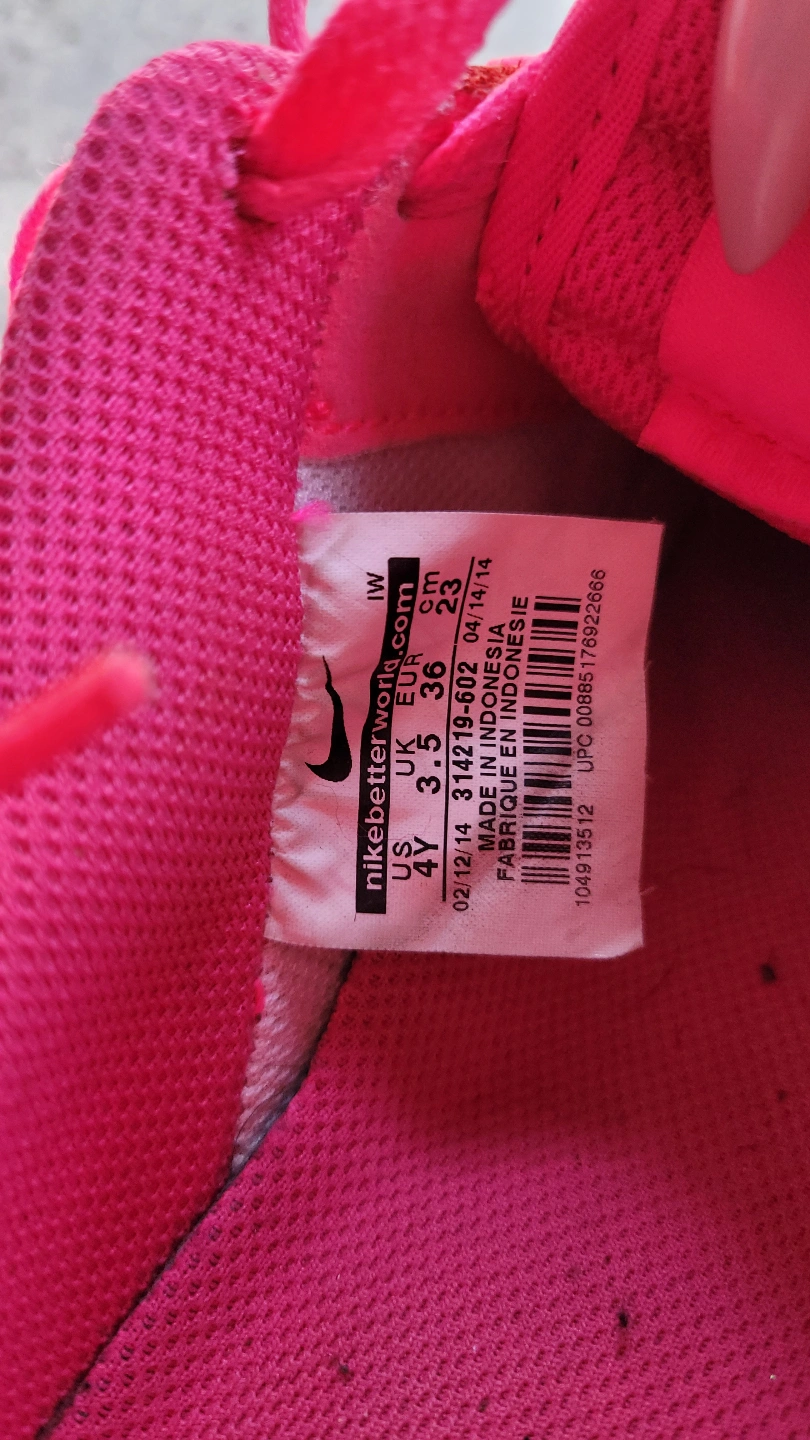 IW
nikebetterworld.com
US UK EUR cm
4Y 3.5 36 23
02/12/14 314219-602 04/14/14
MADE IN INDONESIA
FABRIQUE EN INDONESIE
104913512 UPC 00885176922666